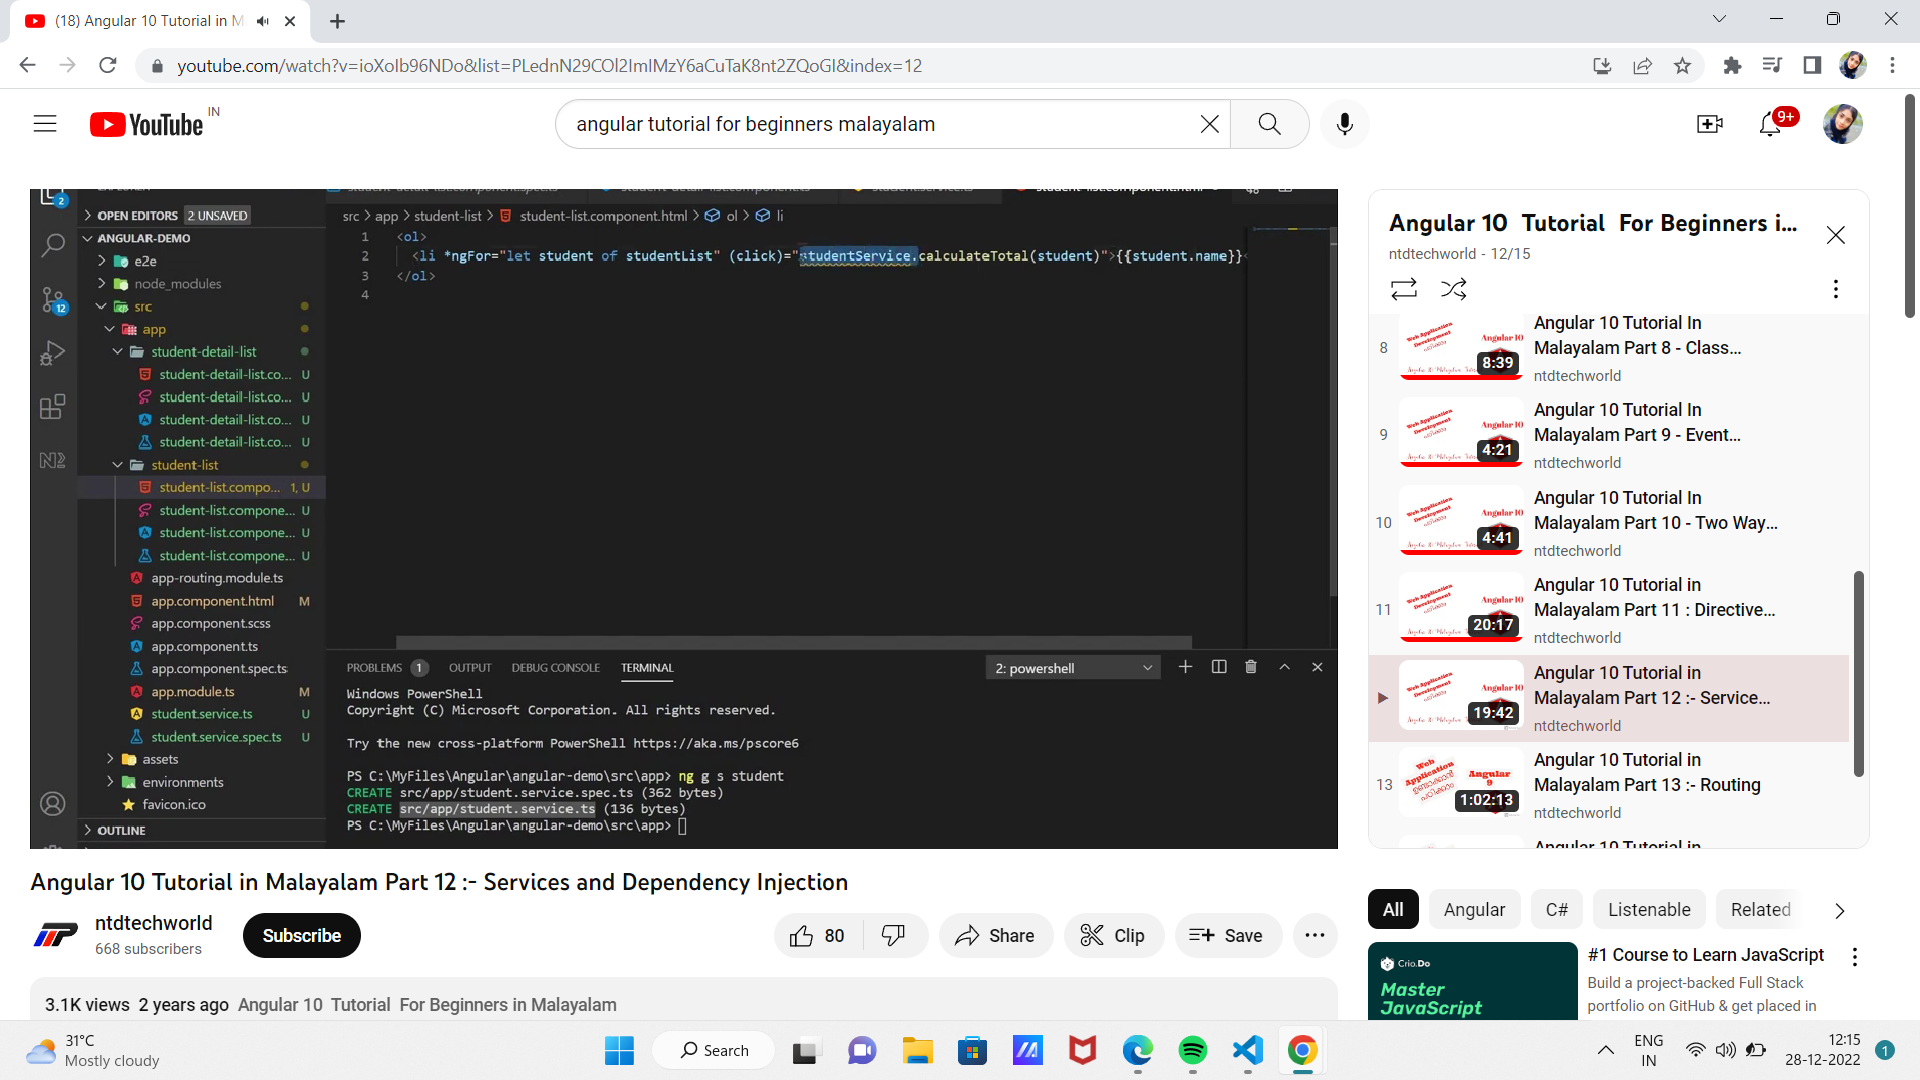 (18) Angular 10 Tutorial in M
youtube.com/watch?v=ioXolb96NDo&list=PLednN29COl2ImIMzY6aCuTaK8nt2ZQoGI&index=12
YouTube IN
angular tutorial for beginners malayalam
9+
OPEN EDITORS 2 UNSAVED
ANGULAR-DEMO
e2e
node_modules
src
app
student-detail-list
student-detail-list.co... U
student-detail-list.co... U
student-detail-list.co... U
student-detail-list.co... U
student-list
student-list.compo... 1, U
student-list.compone... U
student-list.compone... U
student-list.compone... U
app-routing.module.ts
app.component.html M
app.component.scss
app.component.ts
app.component.spec.ts
app.module.ts M
student.service.ts U
student.service.spec.ts U
assets
environments
favicon.ico
OUTLINE
2
12
src > app > student-list > student-list.component.html > ol > li
1 <ol>
2 <li *ngFor="let student of studentList" (click)="studentService.calculateTotal(student)">{{student.name}}<
3 </ol>
4
PROBLEMS 1 OUTPUT DEBUG CONSOLE TERMINAL 2: powershell
Windows PowerShell
Copyright (C) Microsoft Corporation. All rights reserved.
Try the new cross-platform PowerShell https://aka.ms/pscore6
PS C:\MyFiles\Angular\angular-demo\src\app> ng g s student
CREATE src/app/student.service.spec.ts (362 bytes)
CREATE src/app/student.service.ts (136 bytes)
PS C:\MyFiles\Angular\angular-demo\src\app>
Angular 10 Tutorial in Malayalam Part 12 :- Services and Dependency Injection
ntdtechworld
668 subscribers
Subscribe
80
Share
Clip
Save
3.1K views 2 years ago Angular 10 Tutorial For Beginners in Malayalam
Angular 10 Tutorial For Beginners i...
ntdtechworld - 12/15
8
8:39
Angular 10 Tutorial In
Malayalam Part 8 - Class...
ntdtechworld
9
4:21
Angular 10 Tutorial In
Malayalam Part 9 - Event...
ntdtechworld
10
4:41
Angular 10 Tutorial In
Malayalam Part 10 - Two Way...
ntdtechworld
11
20:17
Angular 10 Tutorial in
Malayalam Part 11 : Directive...
ntdtechworld
19:42
Angular 10 Tutorial in
Malayalam Part 12 :- Service...
ntdtechworld
13
1:02:13
Angular 10 Tutorial in
Malayalam Part 13 :- Routing
ntdtechworld
Angular 10 Tutorial in
All Angular C# Listenable Related
Crio.Do
Master
JavaScript
#1 Course to Learn JavaScript
Build a project-backed Full Stack
portfolio on GitHub & get placed in
31°C
Mostly cloudy
Search
ENG
IN
12:15
28-12-2022
1